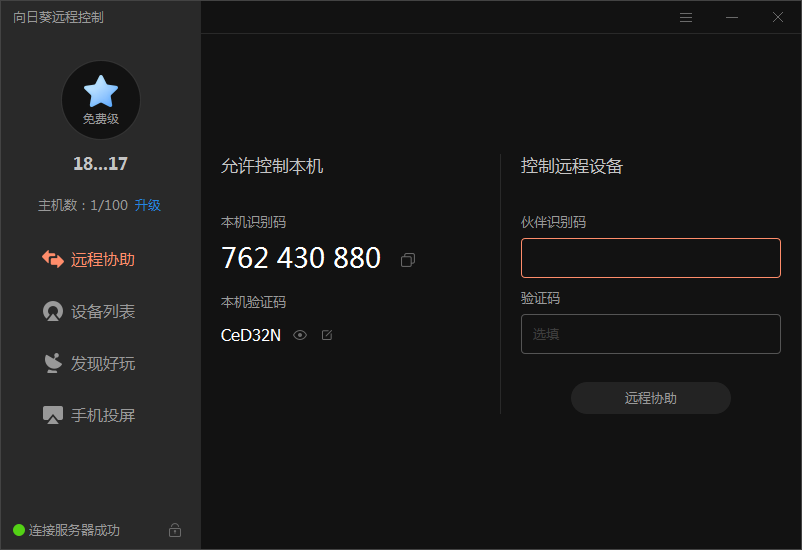 向日葵远程控制
免费级
18...17
主机数：1/100 升级
远程协助
设备列表
发现好玩
手机投屏
连接服务器成功
允许控制本机
本机识别码
762 430 880
本机验证码
CeD32N
控制远程设备
伙伴识别码
验证码
选填
远程协助